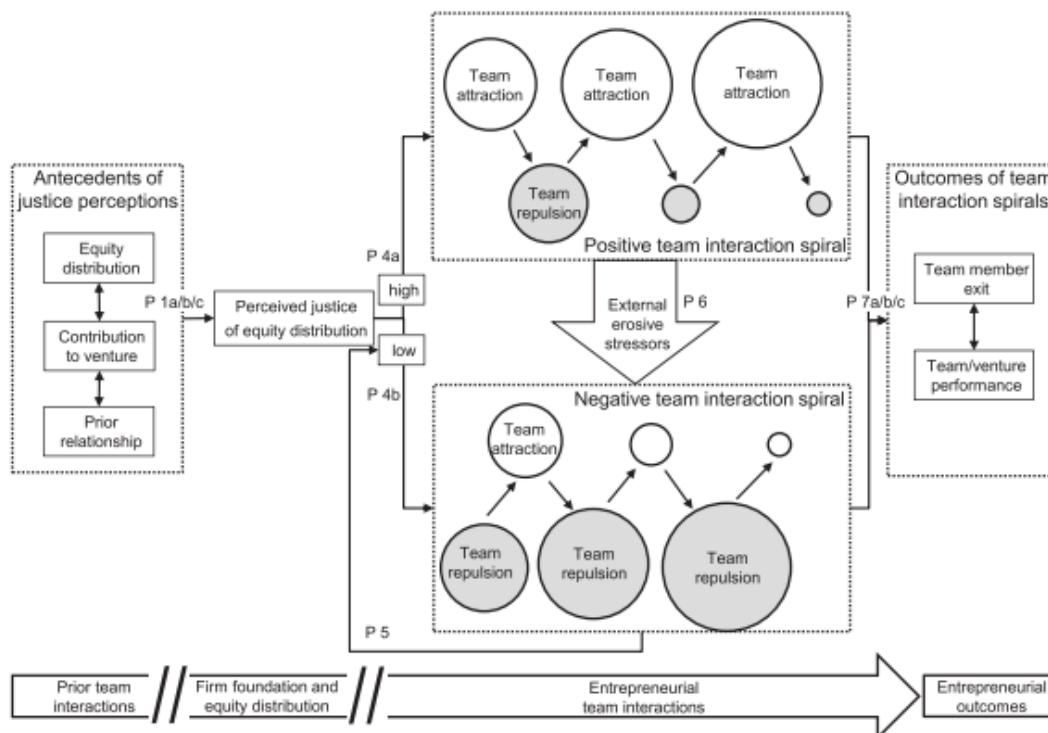 Antecedents of
justice perceptions
Equity
distribution
Contribution
to venture
Prior
relationship
P 1a/b/c
Perceived justice
of equity distribution
P 4a
high
low
P 4b
Team
attraction
Team
attraction
Team
attraction
Team
repulsion
Positive team interaction spiral
External
erosive
stressors
P 6
Negative team interaction spiral
Team
attraction
Team
repulsion
Team
repulsion
Team
repulsion
P 5
P 7a/b/c
Outcomes of team
interaction spirals
Team member
exit
Team/venture
performance
Prior team
interactions
Firm foundation and
equity distribution
Entrepreneurial
team interactions
Entrepreneurial
outcomes